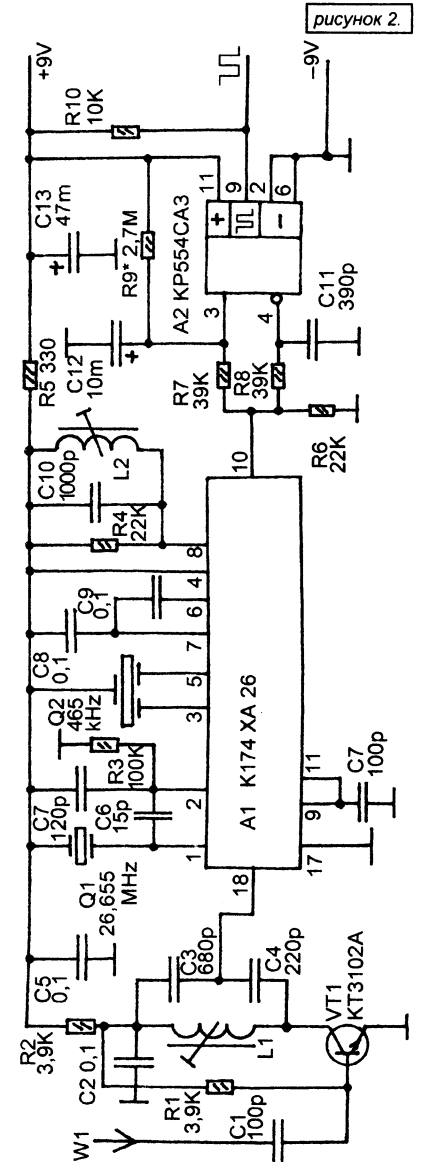 рисунок 2.
+9V
R10
10K
–9V
C13
47m
+
R9* 2,7M
11
9
2
6
+
–
A2 КР554СА3
3
4
C11
390p
C12
10m
+
R5 330
R7
39K
R8
39K
R6
22K
C10
1000p
L2
R4
22K
10
8
4
6
7
5
3
2
1
C9
0,1
C8
0,1
Q2
465
kHz
R3
100K
C7
120p
C6
15p
Q1
26,655
MHz
A1 К174 ХА 26
11
9
17
18
C7
100p
C5
0,1
C3
680p
C4
220p
L1
R2
3,9K
C2 0,1
R1
3,9K
C1
100p
VT1
КТ3102А
W1